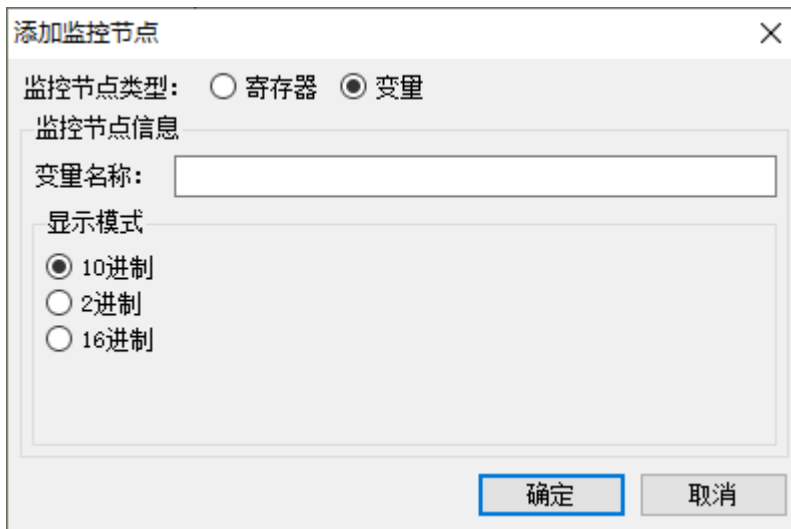 添加监控节点
监控节点类型： 寄存器 变量
监控节点信息
变量名称：
显示模式
10进制
2进制
16进制
确定 取消